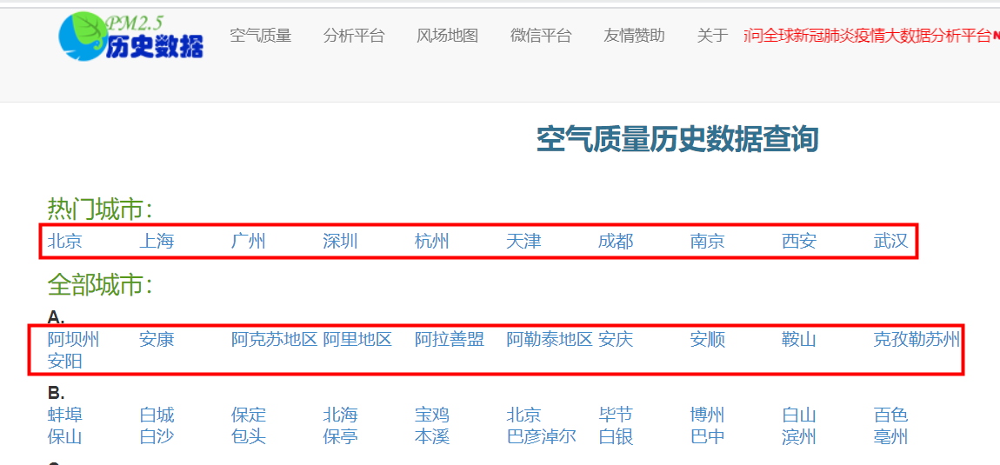 PM2.5
历史数据
空气质量 分析平台 风场地图 微信平台 友情赞助 关于 问全球新冠肺炎疫情大数据分析平台
空气质量历史数据查询
热门城市：
北京 上海 广州 深圳 杭州 天津 成都 南京 西安 武汉
全部城市：
A.
阿坝州 安康 阿克苏地区 阿里地区 阿拉善盟 阿勒泰地区 安庆 安顺 鞍山 克孜勒苏州
安阳
B.
蚌埠 白城 保定 北海 宝鸡 北京 毕节 博州 白山 百色
保山 白沙 包头 保亭 本溪 巴彦淖尔 白银 巴中 滨州 亳州